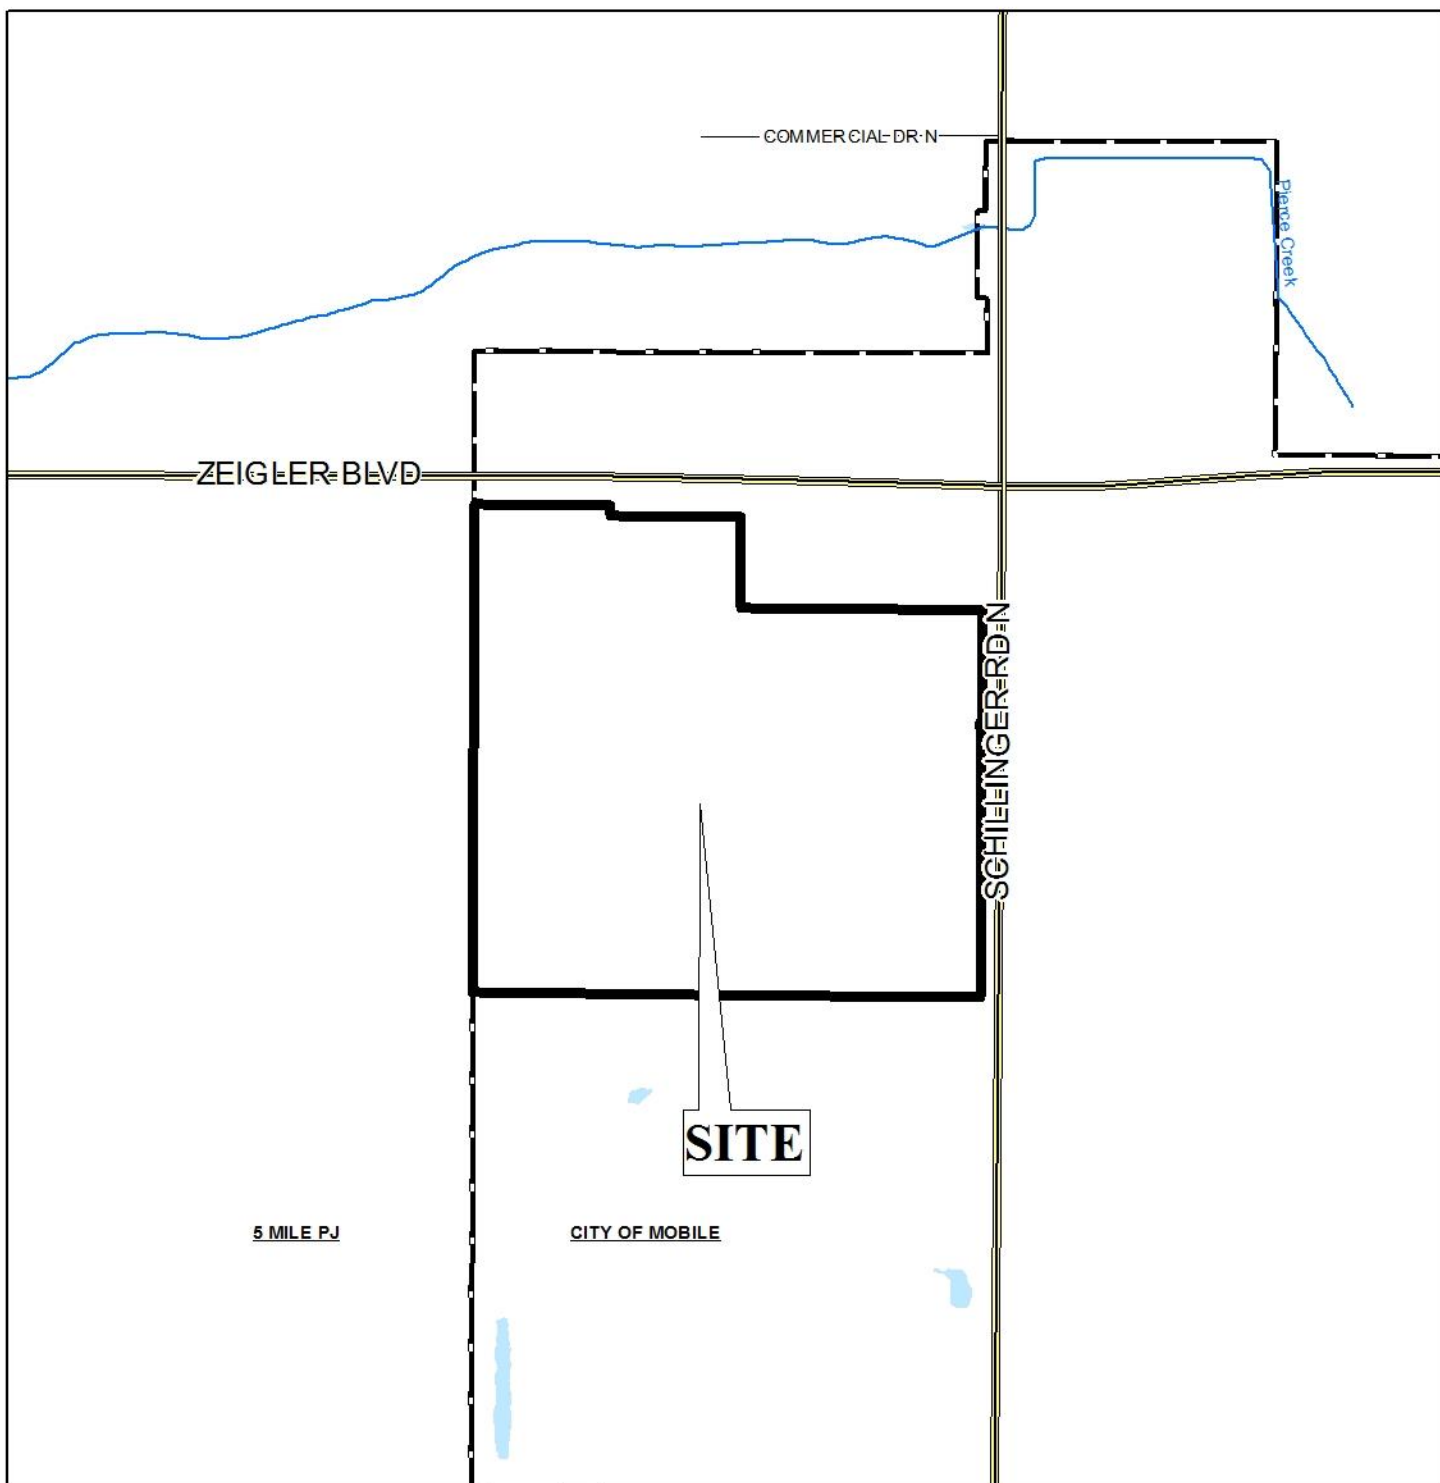 COMMERCIAL DR N
Pierce Creek
ZEIGLER BLVD
SCHILLINGER RD N
SITE
5 MILE PJ
CITY OF MOBILE